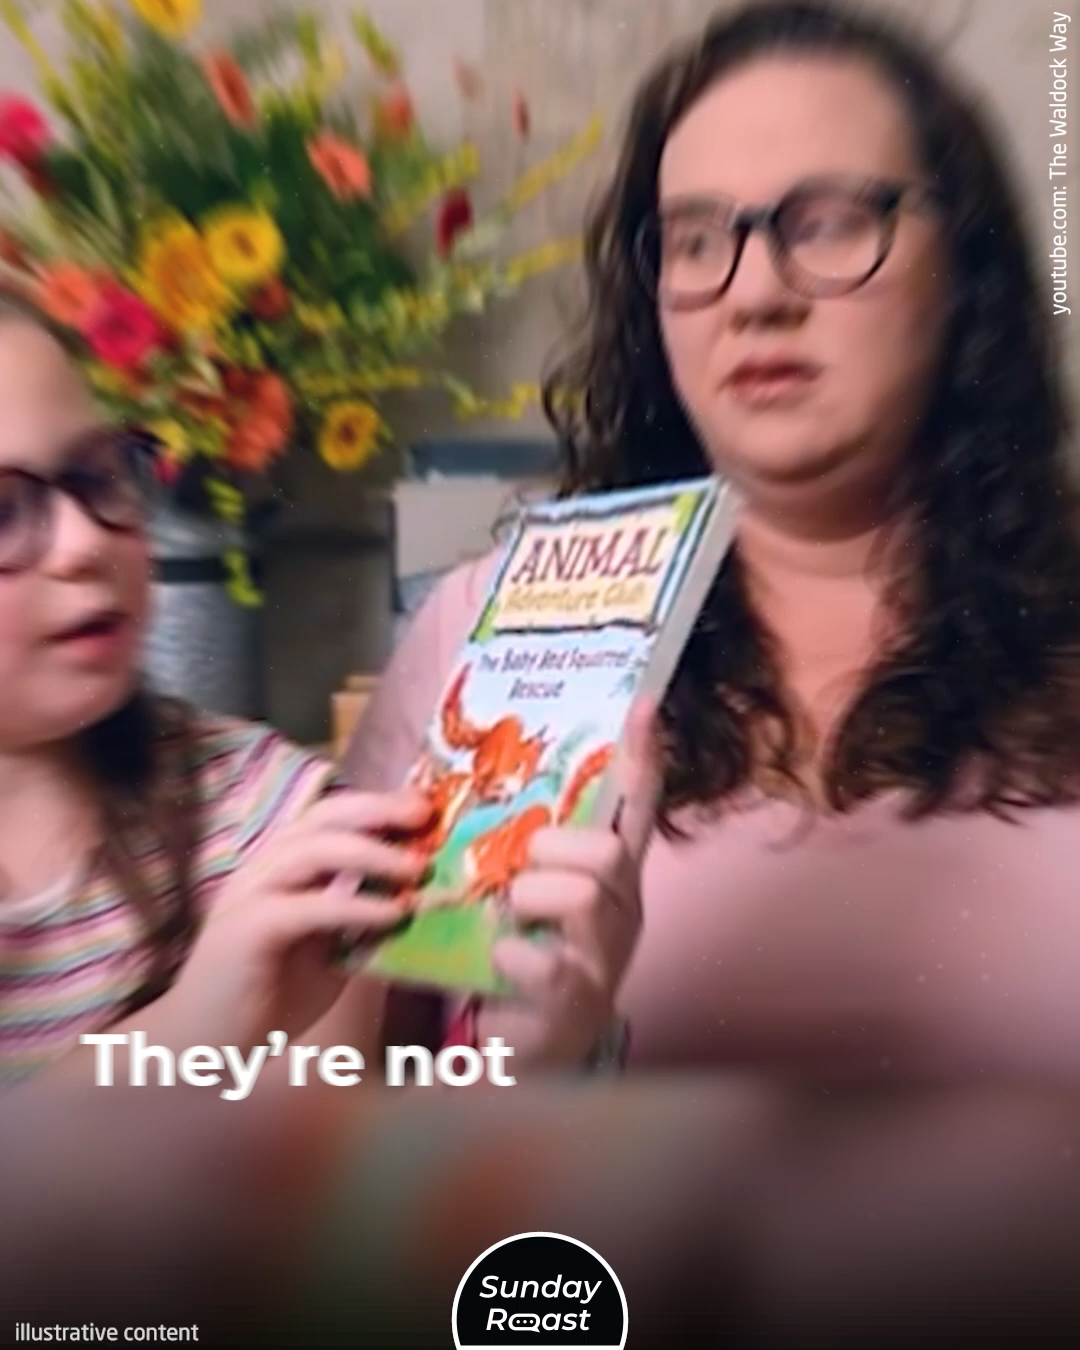 youtube.com: The Waldock Way
ANIMAL
Adventure Club
The Baby Red Squirrel
Rescue
They're not
Sunday
Roast
illustrative content